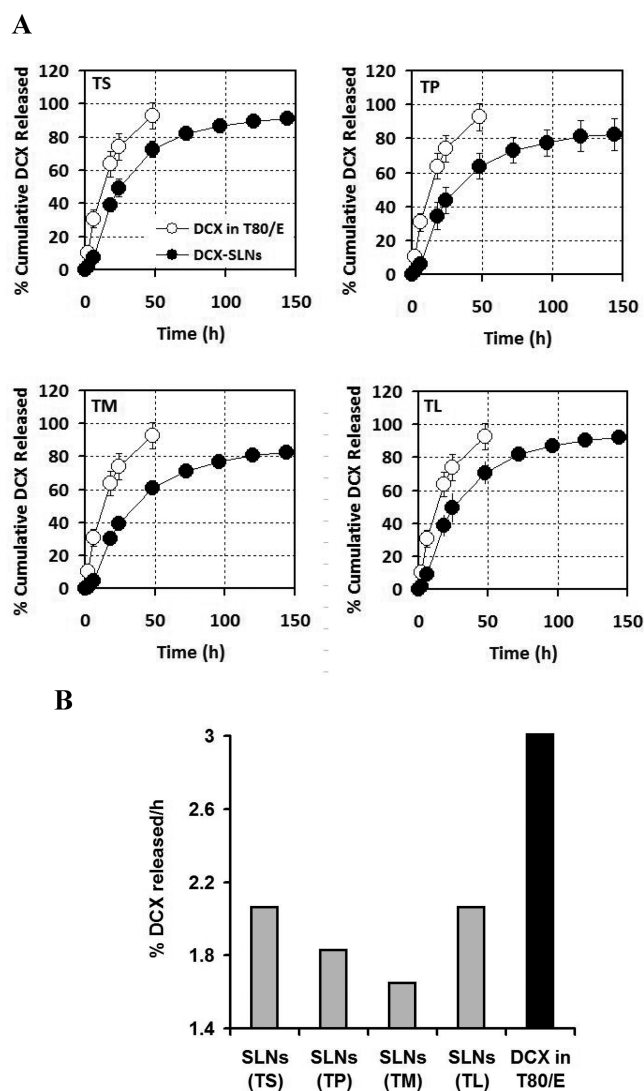 A
TS
TP
% Cumulative DCX Released
120
100
80
60
40
20
0
DCX in T80/E
DCX-SLNs
0 50 100 150
Time (h)
% Cumulative DCX Released
120
100
80
60
40
20
0
0 50 100 150
Time (h)
TM
TL
% Cumulative DCX Released
120
100
80
60
40
20
0
0 50 100 150
Time (h)
% Cumulative DCX Released
120
100
80
60
40
20
0
0 50 100 150
Time (h)
B
% DCX released/h
3
2.6
2.2
1.8
1.4
SLNs SLNs SLNs SLNs DCX in
(TS) (TP) (TM) (TL) T80/E